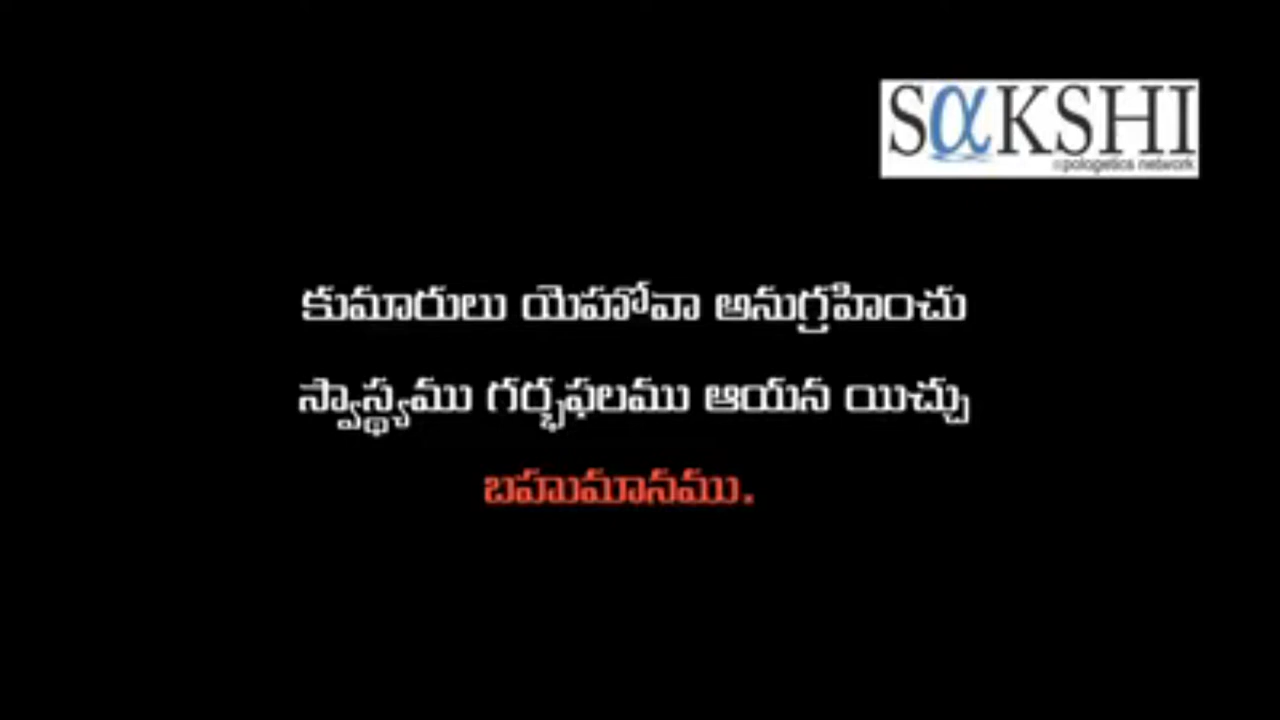 SαKSHI
apologetics network
కుమారులు యెహోవా అనుగ్రహించు
స్వాస్థ్యము గర్భఫలము ఆయన యిచ్చు
బహుమానము.